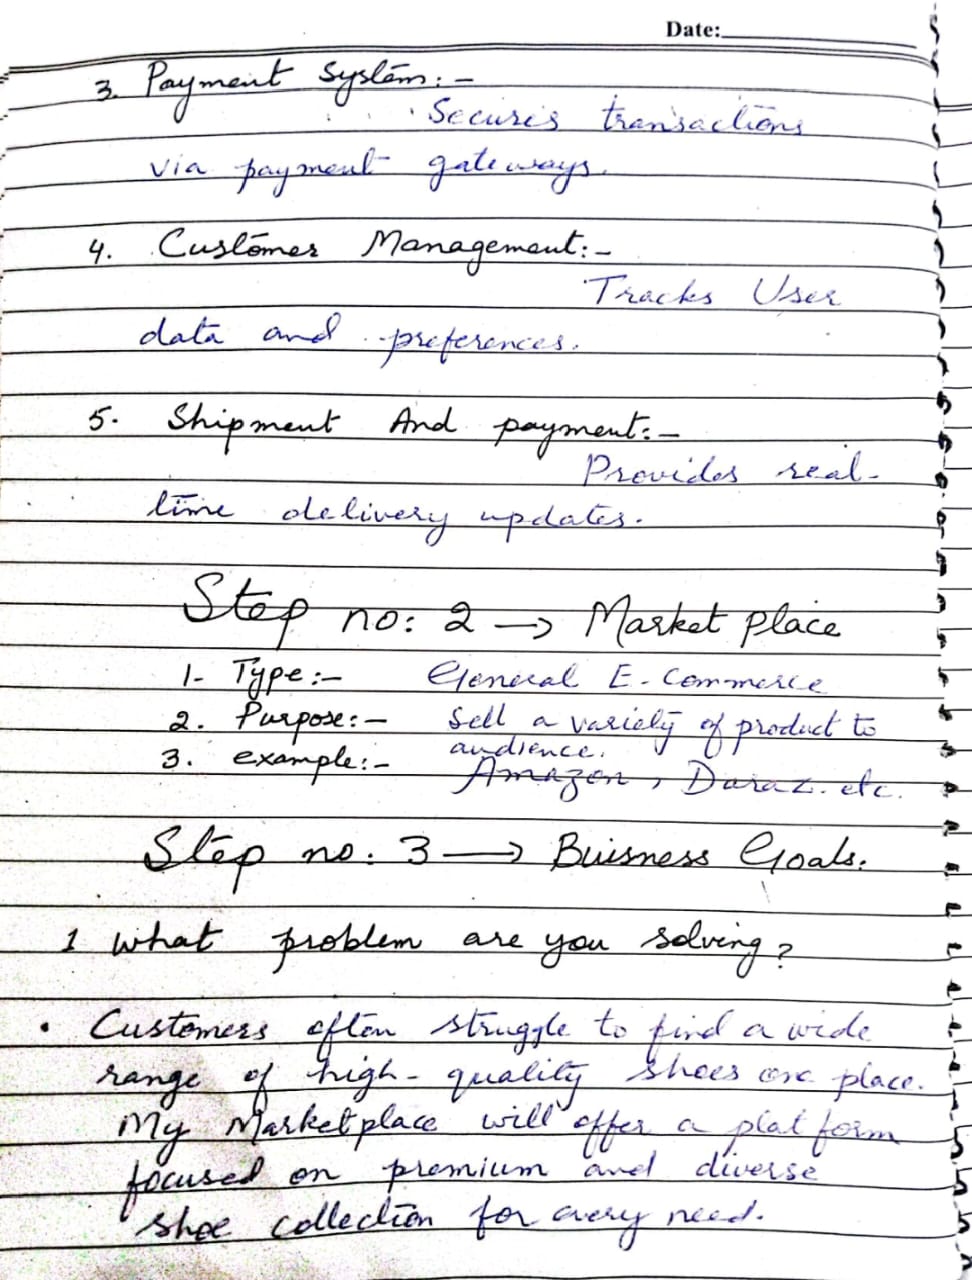 Date:
3. Payment System:-
Secures transactions
via payment gateways.
4. Customer Management:-
Tracks User
data and preferences.
5. Shipment And payment:-
Provides real-
time delivery updates.
Step no: 2 → Market place
1- Type:- General E-Commerce
2. Purpose:- Sell a variety of product to
audience.
3. example:- Amazon, Daraz. etc.
Step no: 3 → Buisness Goals.
1 What problem are you solving?
• Customers often struggle to find a wide
range of high-quality shoes one place.
My Marketplace will offer a platform
focused on premium and diverse
shoe collection for every need.